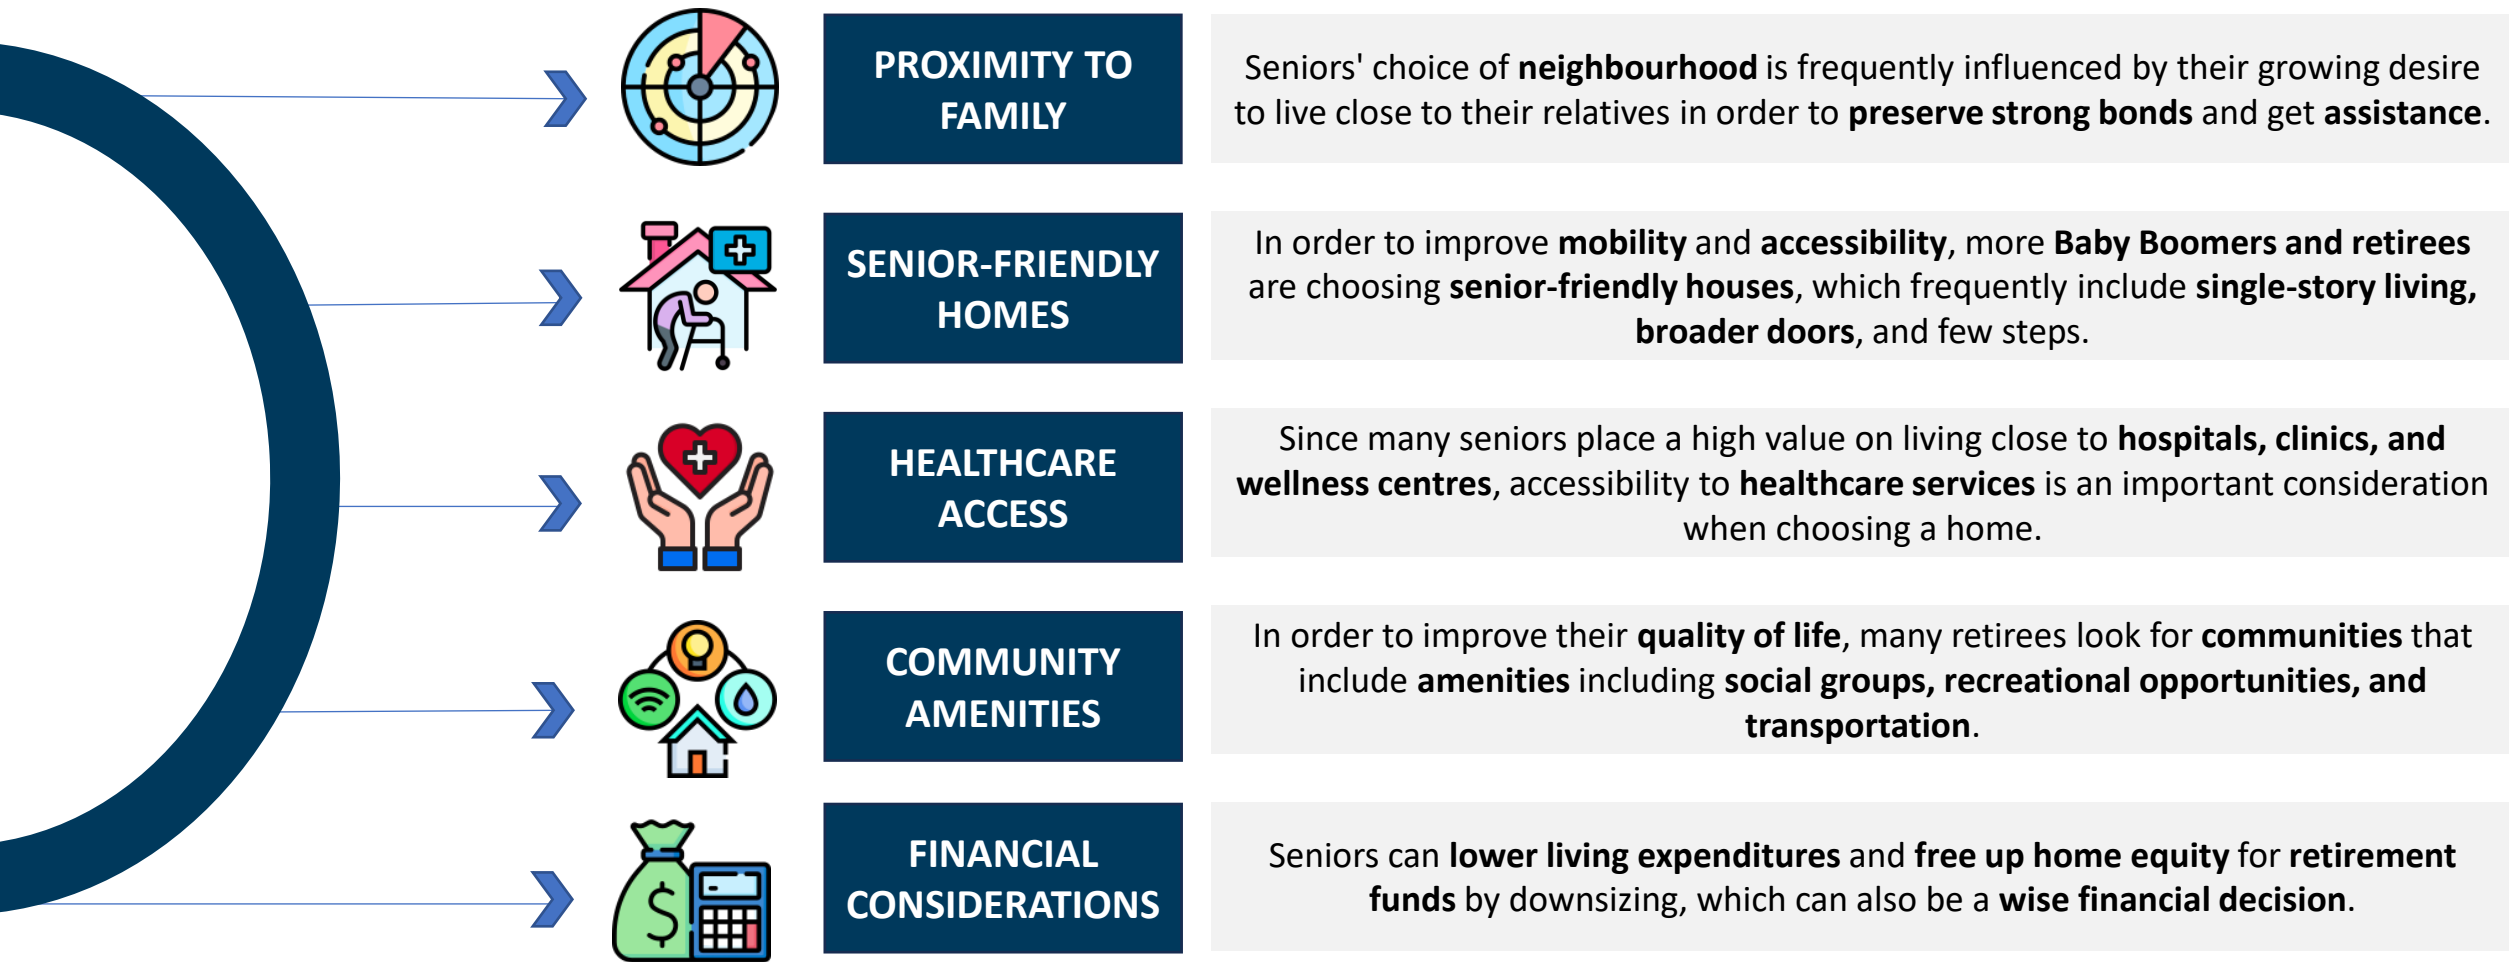 PROXIMITY TO
FAMILY
Seniors' choice of neighbourhood is frequently influenced by their growing desire
to live close to their relatives in order to preserve strong bonds and get assistance.
SENIOR-FRIENDLY
HOMES
In order to improve mobility and accessibility, more Baby Boomers and retirees
are choosing senior-friendly houses, which frequently include single-story living,
broader doors, and few steps.
HEALTHCARE
ACCESS
Since many seniors place a high value on living close to hospitals, clinics, and
wellness centres, accessibility to healthcare services is an important consideration
when choosing a home.
COMMUNITY
AMENITIES
In order to improve their quality of life, many retirees look for communities that
include amenities including social groups, recreational opportunities, and
transportation.
$
FINANCIAL
CONSIDERATIONS
Seniors can lower living expenditures and free up home equity for retirement
funds by downsizing, which can also be a wise financial decision.